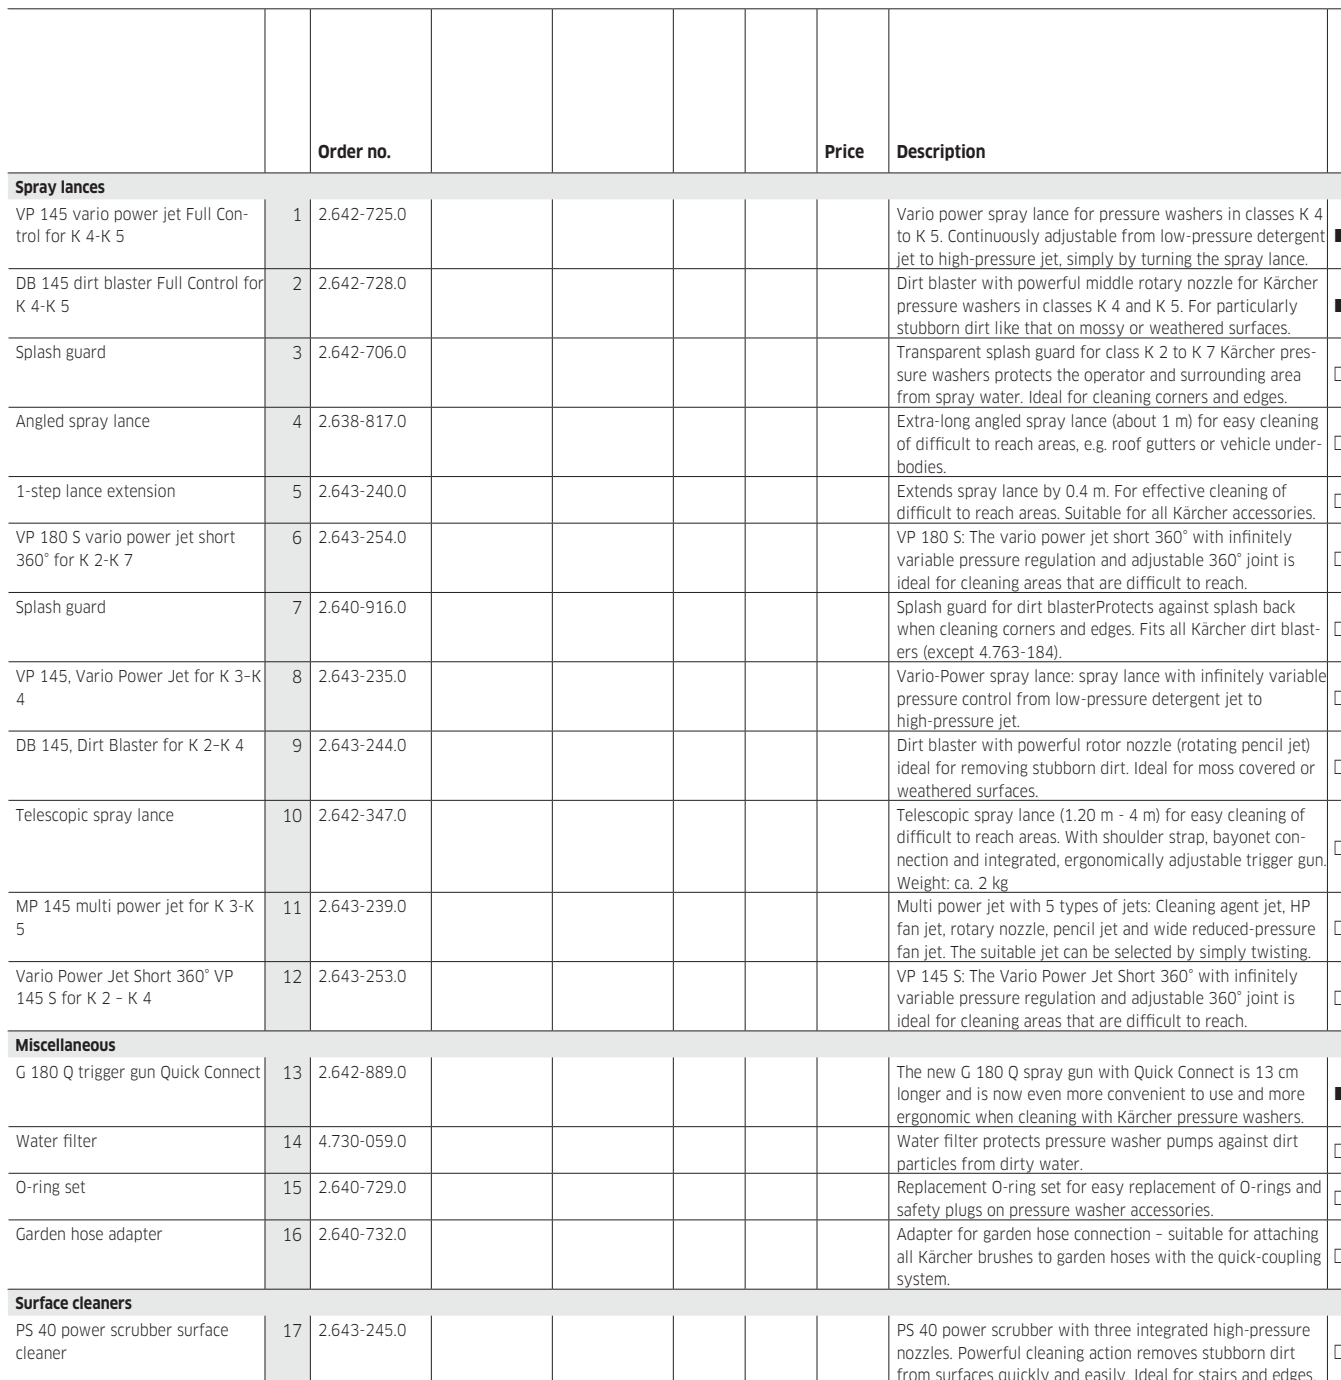 Order no. Price Description
Spray lances
VP 145 vario power jet Full Con-
trol for K 4-K 5
1 2.642-725.0
Vario power spray lance for pressure washers in classes K 4
to K 5. Continuously adjustable from low-pressure detergent
jet to high-pressure jet, simply by turning the spray lance.
DB 145 dirt blaster Full Control for
K 4-K 5
2 2.642-728.0
Dirt blaster with powerful middle rotary nozzle for Kärcher
pressure washers in classes K 4 and K 5. For particularly
stubborn dirt like that on mossy or weathered surfaces.
Splash guard
3 2.642-706.0
Transparent splash guard for class K 2 to K 7 Kärcher pres-
sure washers protects the operator and surrounding area
from spray water. Ideal for cleaning corners and edges.
Angled spray lance
4 2.638-817.0
Extra-long angled spray lance (about 1 m) for easy cleaning
of difficult to reach areas, e.g. roof gutters or vehicle under-
bodies.
1-step lance extension
5 2.643-240.0
Extends spray lance by 0.4 m. For effective cleaning of
difficult to reach areas. Suitable for all Kärcher accessories.
VP 180 S vario power jet short
360° for K 2-K 7
6 2.643-254.0
VP 180 S: The vario power jet short 360° with infinitely
variable pressure regulation and adjustable 360° joint is
ideal for cleaning areas that are difficult to reach.
Splash guard
7 2.640-916.0
Splash guard for dirt blasterProtects against splash back
when cleaning corners and edges. Fits all Kärcher dirt blast-
ers (except 4.763-184).
VP 145, Vario Power Jet for K 3–K
4
8 2.643-235.0
Vario-Power spray lance: spray lance with infinitely variable
pressure control from low-pressure detergent jet to
high-pressure jet.
DB 145, Dirt Blaster for K 2–K 4
9 2.643-244.0
Dirt blaster with powerful rotor nozzle (rotating pencil jet)
ideal for removing stubborn dirt. Ideal for moss covered or
weathered surfaces.
Telescopic spray lance
10 2.642-347.0
Telescopic spray lance (1.20 m - 4 m) for easy cleaning of
difficult to reach areas. With shoulder strap, bayonet con-
nection and integrated, ergonomically adjustable trigger gun.
Weight: ca. 2 kg
MP 145 multi power jet for K 3-K
5
11 2.643-239.0
Multi power jet with 5 types of jets: Cleaning agent jet, HP
fan jet, rotary nozzle, pencil jet and wide reduced-pressure
fan jet. The suitable jet can be selected by simply twisting.
Vario Power Jet Short 360° VP
145 S for K 2 – K 4
12 2.643-253.0
VP 145 S: The Vario Power Jet Short 360° with infinitely
variable pressure regulation and adjustable 360° joint is
ideal for cleaning areas that are difficult to reach.
Miscellaneous
G 180 Q trigger gun Quick Connect
13 2.642-889.0
The new G 180 Q spray gun with Quick Connect is 13 cm
longer and is now even more convenient to use and more
ergonomic when cleaning with Kärcher pressure washers.
Water filter
14 4.730-059.0
Water filter protects pressure washer pumps against dirt
particles from dirty water.
O-ring set
15 2.640-729.0
Replacement O-ring set for easy replacement of O-rings and
safety plugs on pressure washer accessories.
Garden hose adapter
16 2.640-732.0
Adapter for garden hose connection – suitable for attaching
all Kärcher brushes to garden hoses with the quick-coupling
system.
Surface cleaners
PS 40 power scrubber surface
cleaner
17 2.643-245.0
PS 40 power scrubber with three integrated high-pressure
nozzles. Powerful cleaning action removes stubborn dirt
from surfaces quickly and easily. Ideal for stairs and edges.